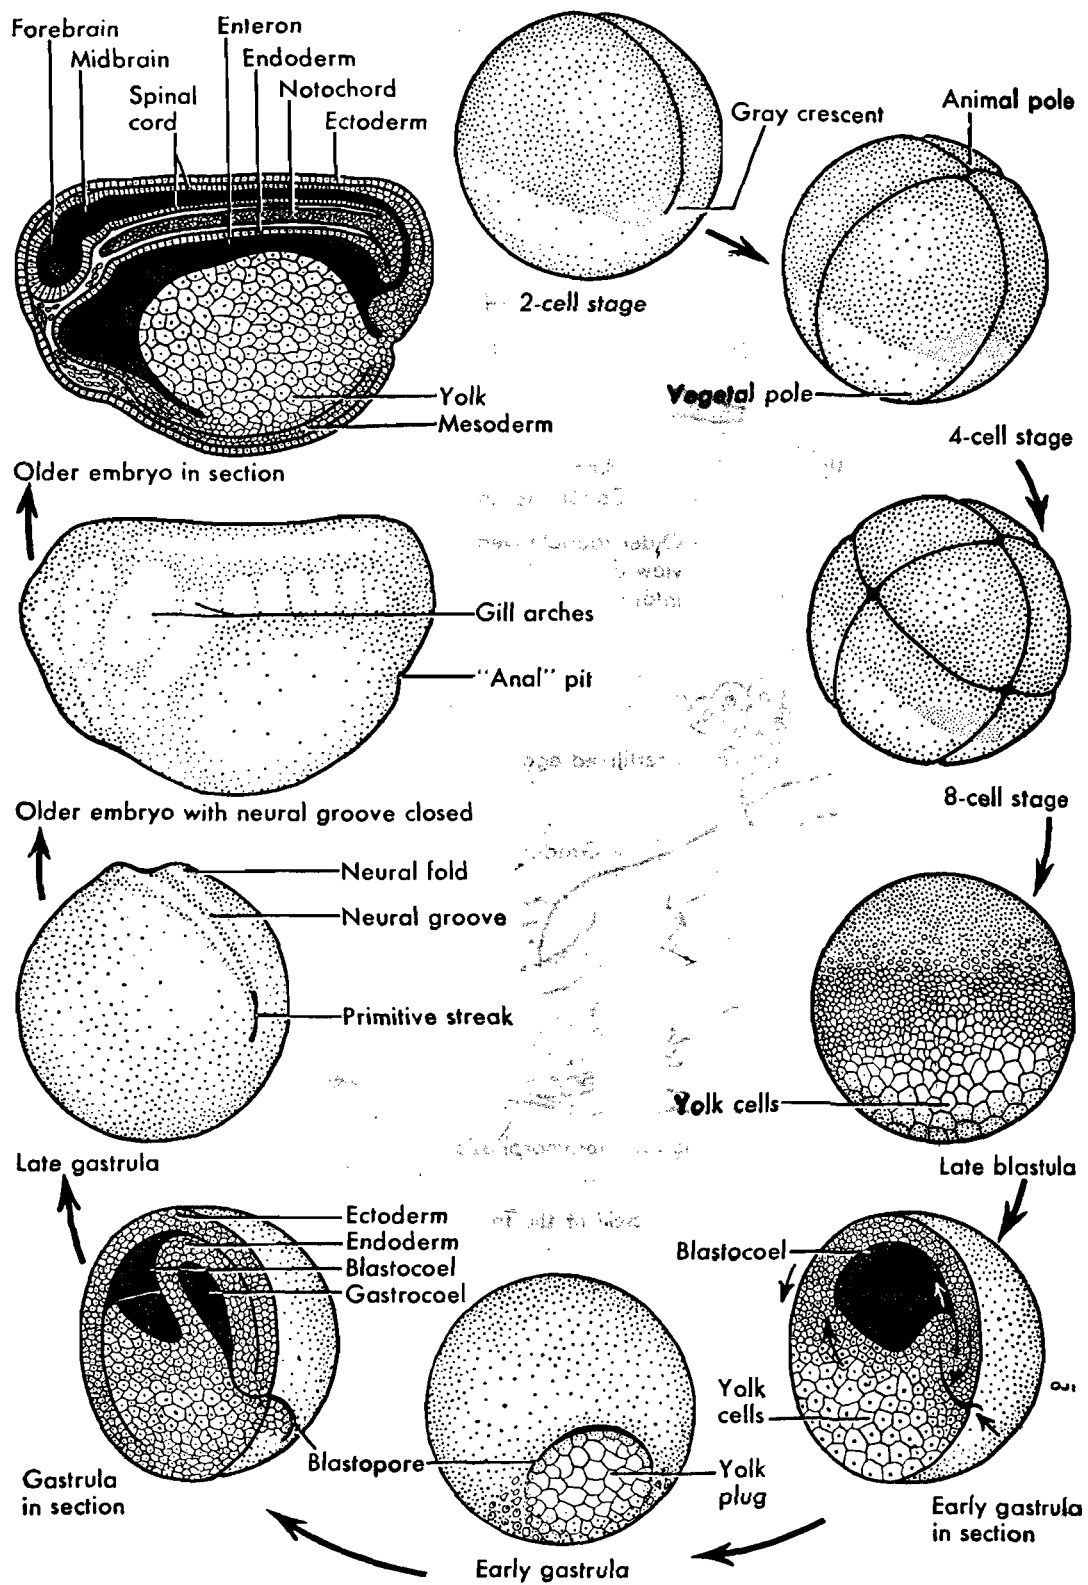 Forebrain
Midbrain
Spinal
cord
Enteron
Endoderm
Notochord
Ectoderm
Yolk
Mesoderm
Older embryo in section
2-cell stage
Gray crescent
Animal pole
Vegetal pole
4-cell stage
Gill arches
"Anal" pit
Older embryo with neural groove closed
8-cell stage
Neural fold
Neural groove
Primitive streak
Late gastrula
Yolk cells
Late blastula
Ectoderm
Endoderm
Blastocoel
Gastrocoel
Gastrula
in section
Blastopore
Yolk
plug
Early gastrula
Blastocoel
Yolk
cells
Early gastrula
in section